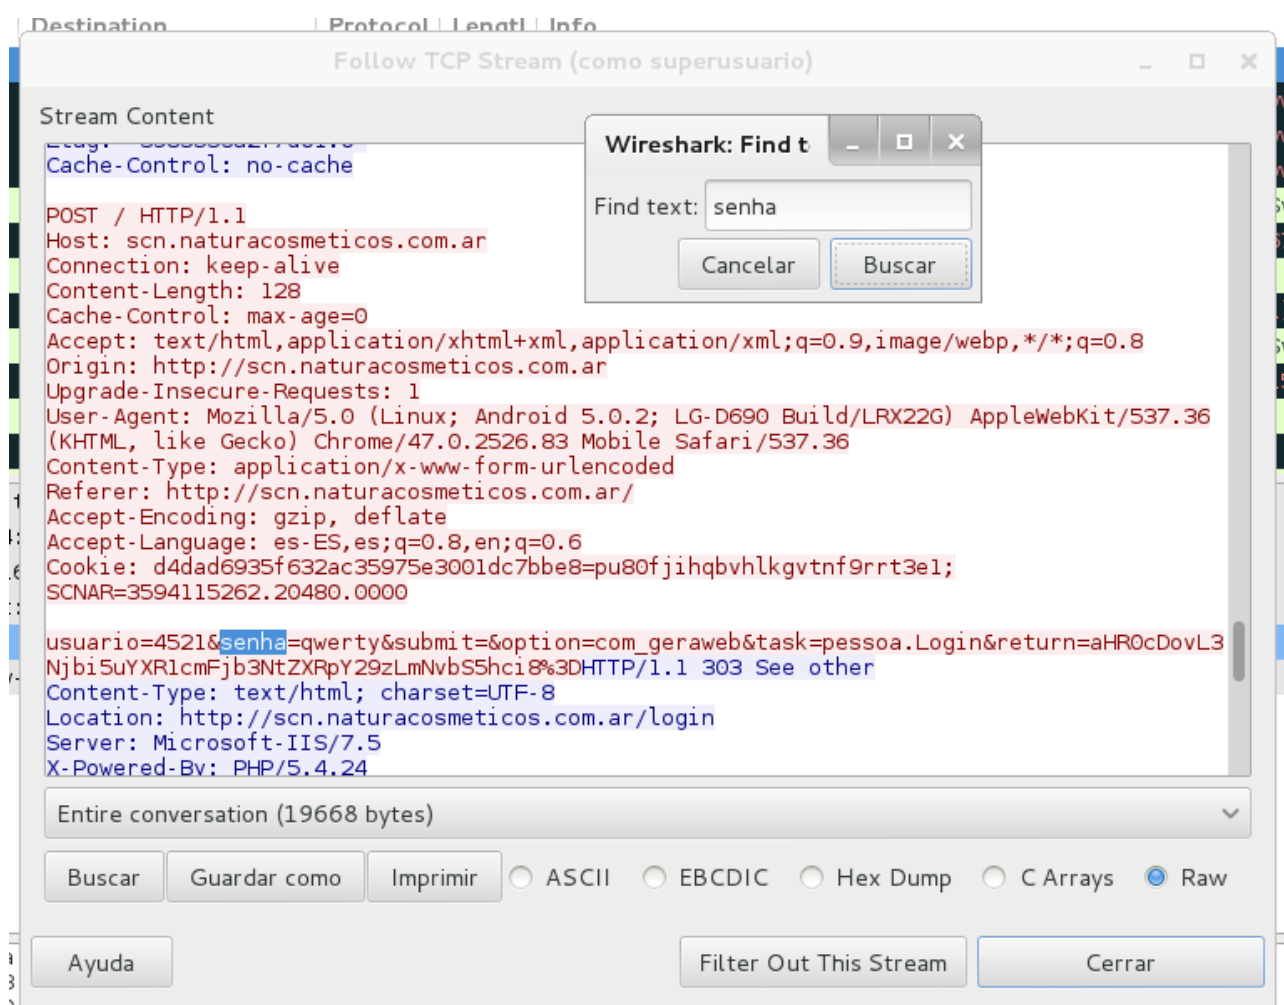 Destination Protocol Lengtl Info
Follow TCP Stream (como superusuario)
Stream Content
Wireshark: Find t
Find text: senha
Cancelar Buscar
Cache-Control: no-cache
POST / HTTP/1.1
Host: scn.naturacosmeticos.com.ar
Connection: keep-alive
Content-Length: 128
Cache-Control: max-age=0
Accept: text/html,application/xhtml+xml,application/xml;q=0.9,image/webp,*/*;q=0.8
Origin: http://scn.naturacosmeticos.com.ar
Upgrade-Insecure-Requests: 1
User-Agent: Mozilla/5.0 (Linux; Android 5.0.2; LG-D690 Build/LRX22G) AppleWebKit/537.36
(KHTML, like Gecko) Chrome/47.0.2526.83 Mobile Safari/537.36
Content-Type: application/x-www-form-urlencoded
Referer: http://scn.naturacosmeticos.com.ar/
Accept-Encoding: gzip, deflate
Accept-Language: es-ES,es;q=0.8,en;q=0.6
Cookie: d4dad6935f632ac35975e3001dc7bbe8=pu80fjihqbvhlkgvtnf9rrt3e1;
SCNAR=3594115262.20480.0000
usuario=4521&senha=qwerty&submit=&option=com_geraweb&task=pessoa.Login&return=aHR0cDovL3
Njbi5uYXR1cmFjb3NtZXRpY29zLmNvbS5hci8%3DHTTP/1.1 303 See other
Content-Type: text/html; charset=UTF-8
Location: http://scn.naturacosmeticos.com.ar/login
Server: Microsoft-IIS/7.5
X-Powered-By: PHP/5.4.24
Entire conversation (19668 bytes)
Buscar Guardar como Imprimir ASCII EBCDIC Hex Dump C Arrays Raw
Ayuda Filter Out This Stream Cerrar